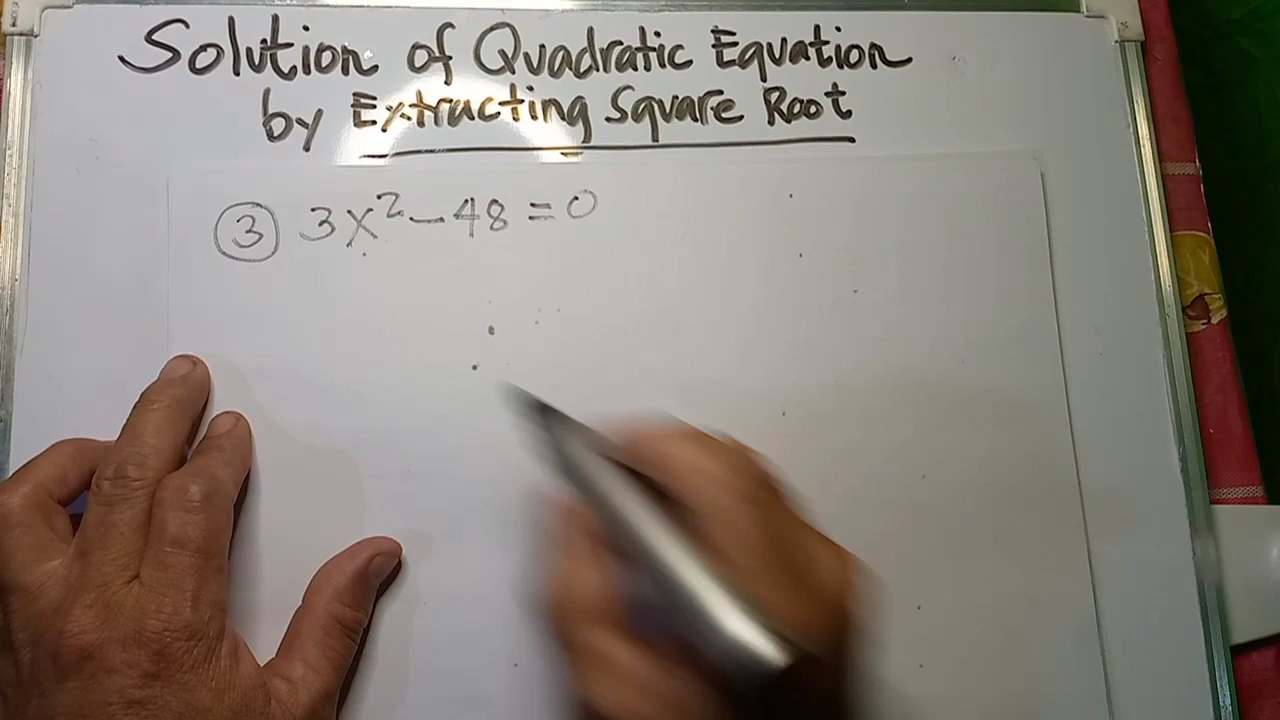 Solution of Quadratic Equation
by Extracting Square Root
③ 3x² - 48 = 0